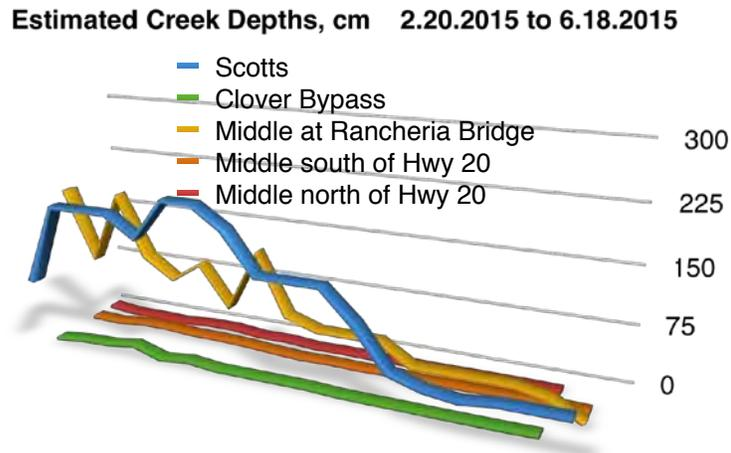 Estimated Creek Depths, cm 2.20.2015 to 6.18.2015
Scotts
Clover Bypass
Middle at Rancheria Bridge
Middle south of Hwy 20
Middle north of Hwy 20
300
225
150
75
0